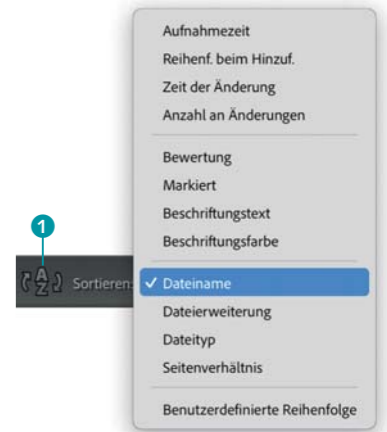 Aufnahmezeit
Reihenf. beim Hinzuf.
Zeit der Änderung
Anzahl an Änderungen
Bewertung
Markiert
Beschriftungstext
Beschriftungsfarbe
1
A
Z
Sortieren:
✓ Dateiname
Dateierweiterung
Dateityp
Seitenverhältnis
Benutzerdefinierte Reihenfolge